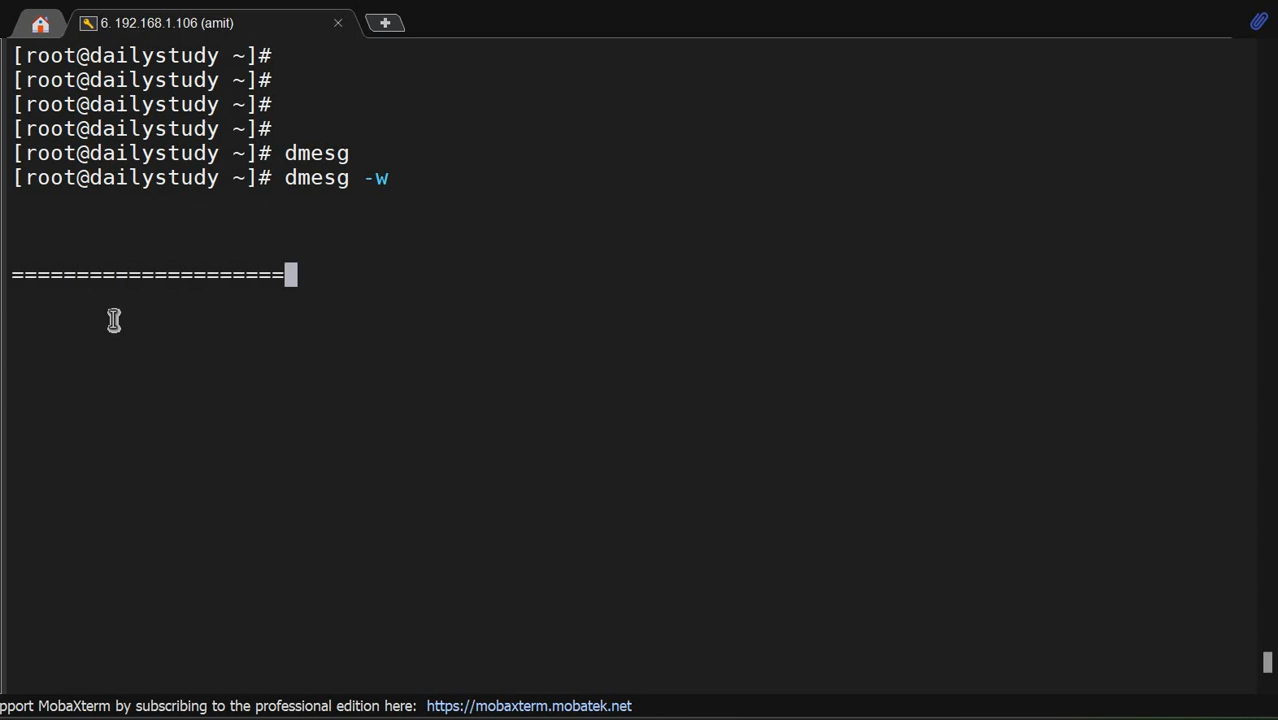 6. 192.168.1.106 (amit)
[root@dailystudy ~]#
[root@dailystudy ~]#
[root@dailystudy ~]#
[root@dailystudy ~]#
[root@dailystudy ~]# dmesg
[root@dailystudy ~]# dmesg -w
=====================
pport MobaXterm by subscribing to the professional edition here: https://mobaxterm.mobatek.net